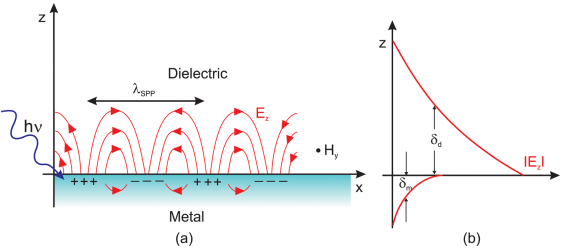 z
λSPP
Dielectric
Ez
hν
• Hy
+++
– – –
+++
– – –
x
Metal
(a)
z
δd
|Ez|
δm
(b)